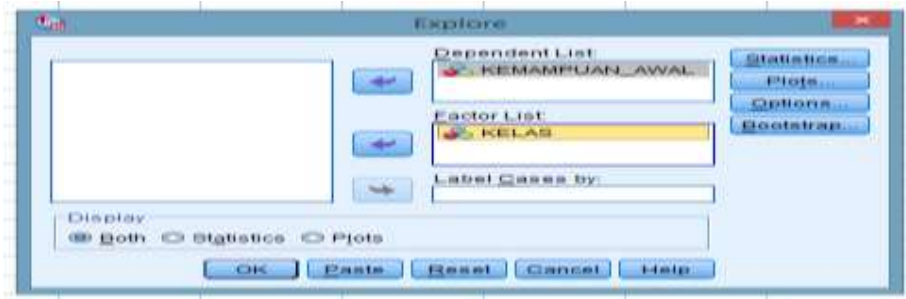 Explore
Dependent List:
KEMAMPUAN_AWAL
Factor List:
KELAS
Label Cases by:
Statistics...
Plots...
Options...
Bootstrap...
Display
Both Statistics Plots
OK Paste Reset Cancel Help